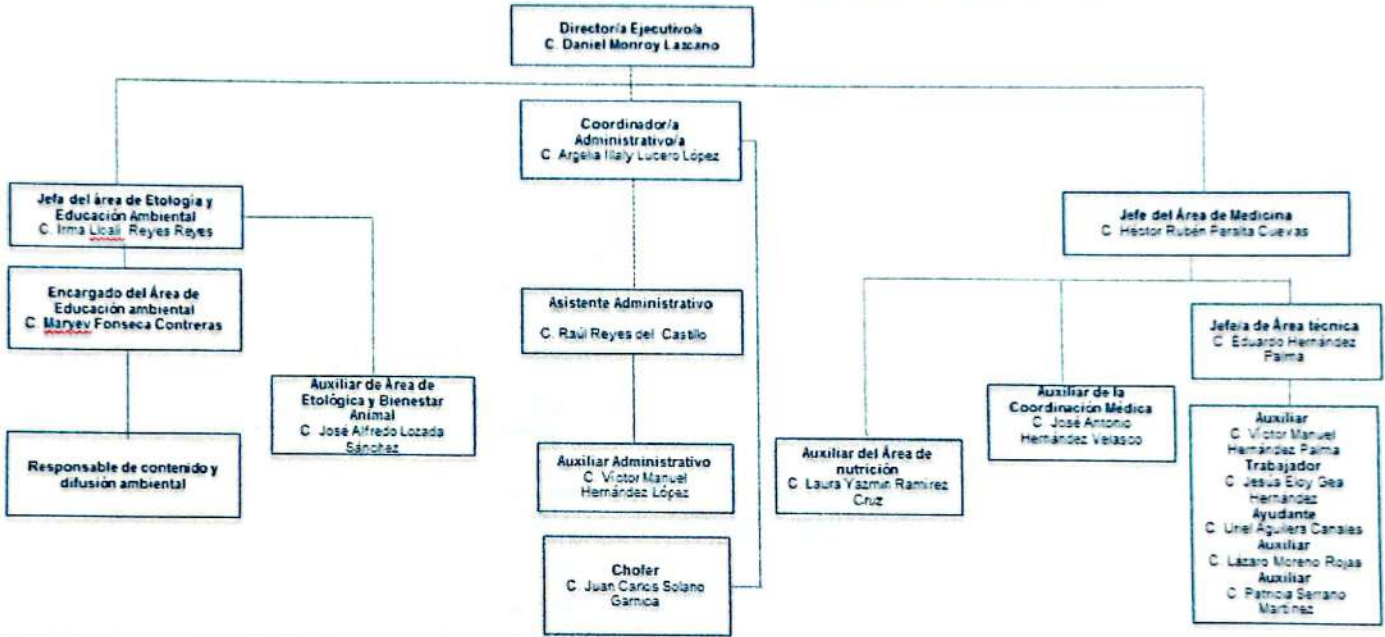 Director/a Ejecutivo/a
C. Daniel Monroy Lazcano
Coordinador/a
Administrativo/a
C. Argelia Illaly Lucero López
Jefa del área de Etología y
Educación Ambiental
C. Irma Licali Reyes Reyes
Jefe del Área de Medicina
C. Héctor Rubén Peralta Cuevas
Encargado del Área de
Educación ambiental
C. Maryev Fonseca Contreras
Asistente Administrativo
C. Raúl Reyes del Castillo
Jefe/a de Área técnica
C. Eduardo Hernández
Palma
Auxiliar de Área de
Etológica y Bienestar
Animal
C. José Alfredo Lozada
Sánchez
Auxiliar de la
Coordinación Médica
C. José Antonio
Hernández Velasco
Responsable de contenido y
difusión ambiental
Auxiliar Administrativo
C. Víctor Manuel
Hernández López
Auxiliar del Área de
nutrición
C. Laura Yazmin Ramírez
Cruz
Auxiliar
C. Víctor Manuel
Hernández Palma
Trabajador
C. Jesús Eloy Gea
Hernández
Ayudante
C. Uriel Aguilera Canales
Auxiliar
C. Lázaro Moreno Rojas
Auxiliar
C. Patricia Serrano
Martínez
Chofer
C. Juan Carlos Solano
Garnica